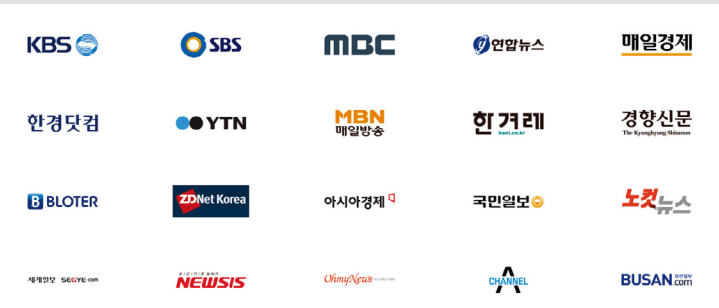 KBS
SBS
MBC
연합뉴스
매일경제
한경닷컴
YTN
MBN
매일방송
한겨레
hani.co.kr
경향신문
The Kyunghyang Shinmun
BLOTER
ZDNet Korea
아시아경제
국민일보
노컷뉴스
세계일보 SEGYE.com
NEWSIS
OhmyNews
CHANNEL A
BUSAN.com
부산일보